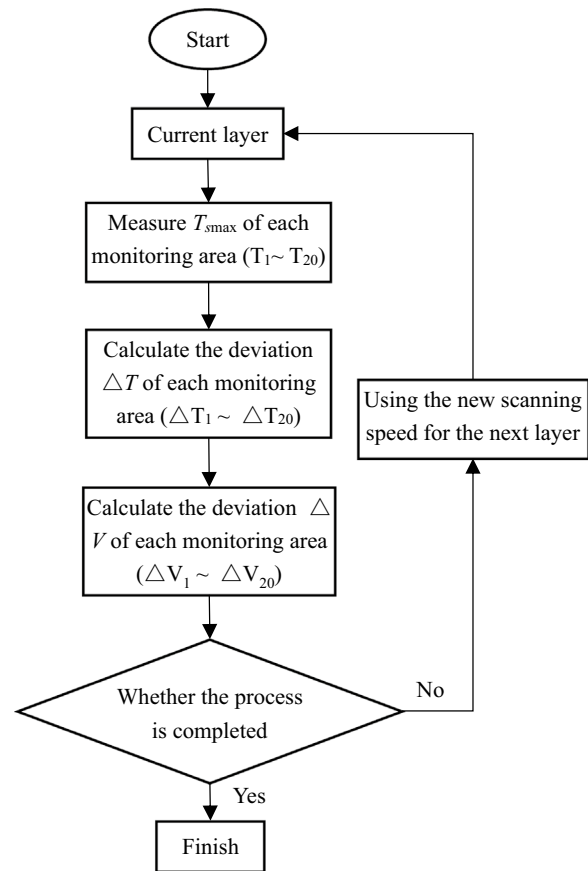 Start
Current layer
Measure Tsmax of each
monitoring area (T1~ T20)
Calculate the deviation
△T of each monitoring
area (△T1 ~ △T20)
Using the new scanning
speed for the next layer
Calculate the deviation △
V of each monitoring area
(△V1 ~ △V20)
Whether the process
is completed
No
Yes
Finish